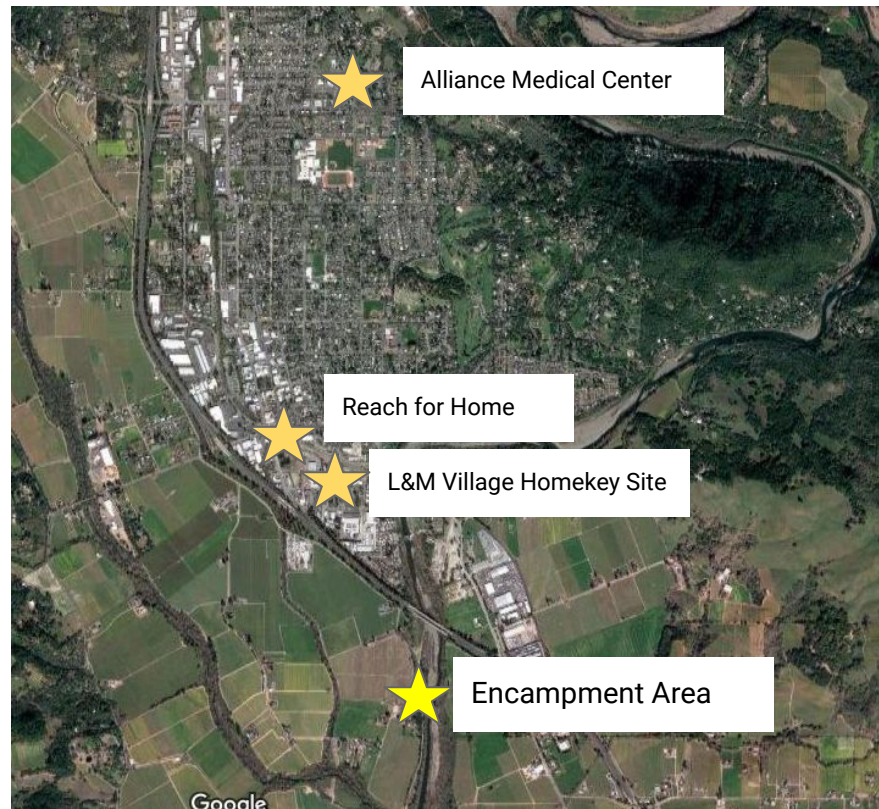 Alliance Medical Center
Reach for Home
L&M Village Homekey Site
Encampment Area
Google